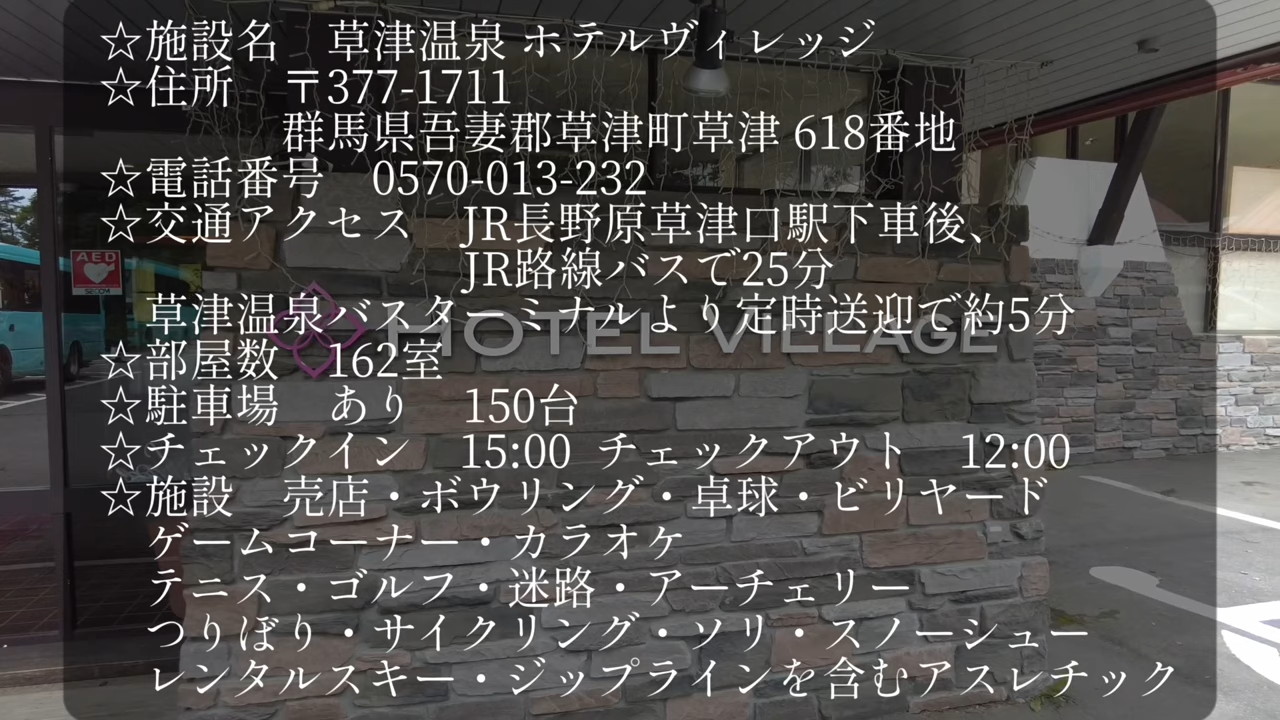 ☆施設名　草津温泉 ホテルヴィレッジ
☆住所　〒377-1711
群馬県吾妻郡草津町草津 618番地
☆電話番号　0570-013-232
☆交通アクセス　JR長野原草津口駅下車後、
JR路線バスで25分
AED
SECOM
草津温泉バスターミナルより定時送迎で約5分
HOTEL VILLAGE
☆部屋数　162室
☆駐車場　あり　150台
☆チェックイン　15:00 チェックアウト　12:00
☆施設　売店・ボウリング・卓球・ビリヤード
ゲームコーナー・カラオケ
テニス・ゴルフ・迷路・アーチェリー
つりぼり・サイクリング・ソリ・スノーシュー
レンタルスキー・ジップラインを含むアスレチック